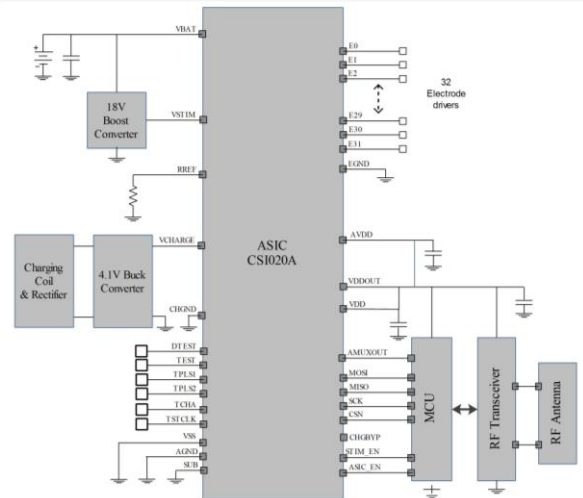 VBAT
E0
E1
E2
32
Electrode
drivers
18V
Boost
Converter
VSTIM
E29
E30
E31
RREF
EGND
ASIC
CSI020A
AVDD
VCHARGE
Charging
Coil
& Rectifier
4.1V Buck
Converter
VDDOUT
VDD
CHGND
DTEST
TEST
TPLS1
TPLS2
TCHA
TSTCLK
VSS
AGND
SUB
AMUXOUT
MOSI
MISO
SCK
CSN
CHGBYP
STIM_EN
ASIC_EN
MCU
RF Transceiver
RF Antenna